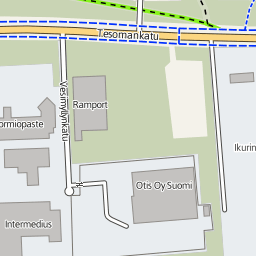 Tesomankatu
Vesimyllynkatu
Ramport
ormiopaste
Ikurin
Otis Oy Suomi
Intermedius